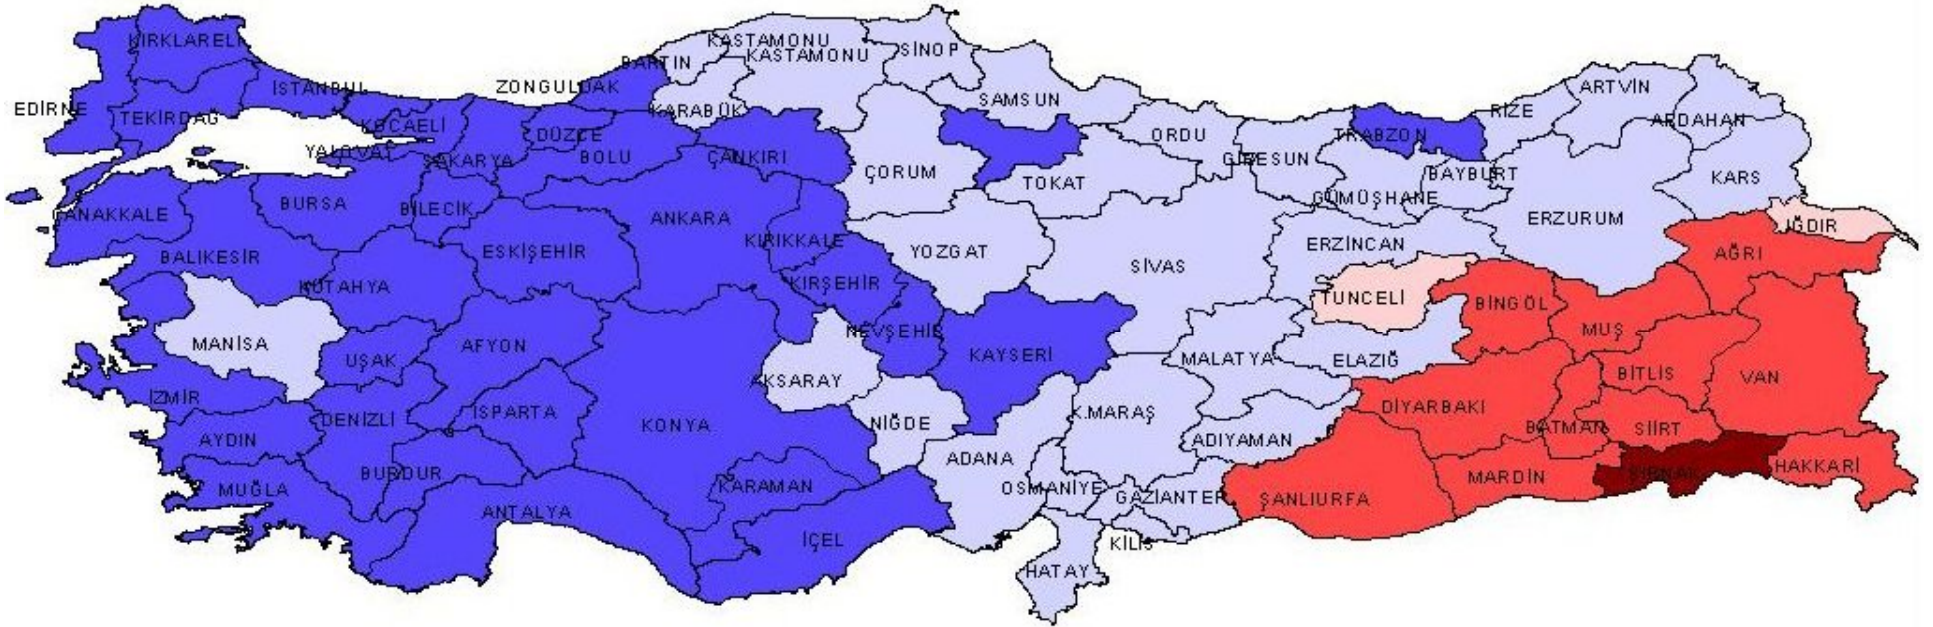 KIRKLARELİ
EDİRNE
TEKİRDAĞ
İSTANBUL
KOCAELİ
YALOVA
SAKARYA
DÜZCE
BOLU
ZONGULDAK
BARTIN
KARABÜK
KASTAMONU
KASTAMONU
SİNOP
SAMSUN
ÇANKIRI
ÇORUM
TOKAT
ORDU
GİRESUN
TRABZON
RİZE
ARTVİN
ARDAHAN
GÜMÜŞHANE
BAYBURT
KARS
IĞDIR
ÇANAKKALE
BURSA
BİLECİK
BALIKESİR
KÜTAHYA
ESKİŞEHİR
ANKARA
KIRIKKALE
KIRŞEHİR
YOZGAT
SİVAS
ERZİNCAN
ERZURUM
AĞRI
TUNCELİ
BİNGÖL
MUŞ
MANİSA
UŞAK
AFYON
NEVŞEHİR
KAYSERİ
MALATYA
ELAZIĞ
BİTLİS
VAN
İZMİR
AYDIN
DENİZLİ
ISPARTA
KONYA
AKSARAY
NİĞDE
K.MARAŞ
ADIYAMAN
DİYARBAKI
BATMAN
SİİRT
ŞIRNAK
HAKKARİ
MUĞLA
BURDUR
ANTALYA
KARAMAN
İÇEL
ADANA
OSMANİYE
GAZİANTEP
KİLİS
HATAY
ŞANLIURFA
MARDİN